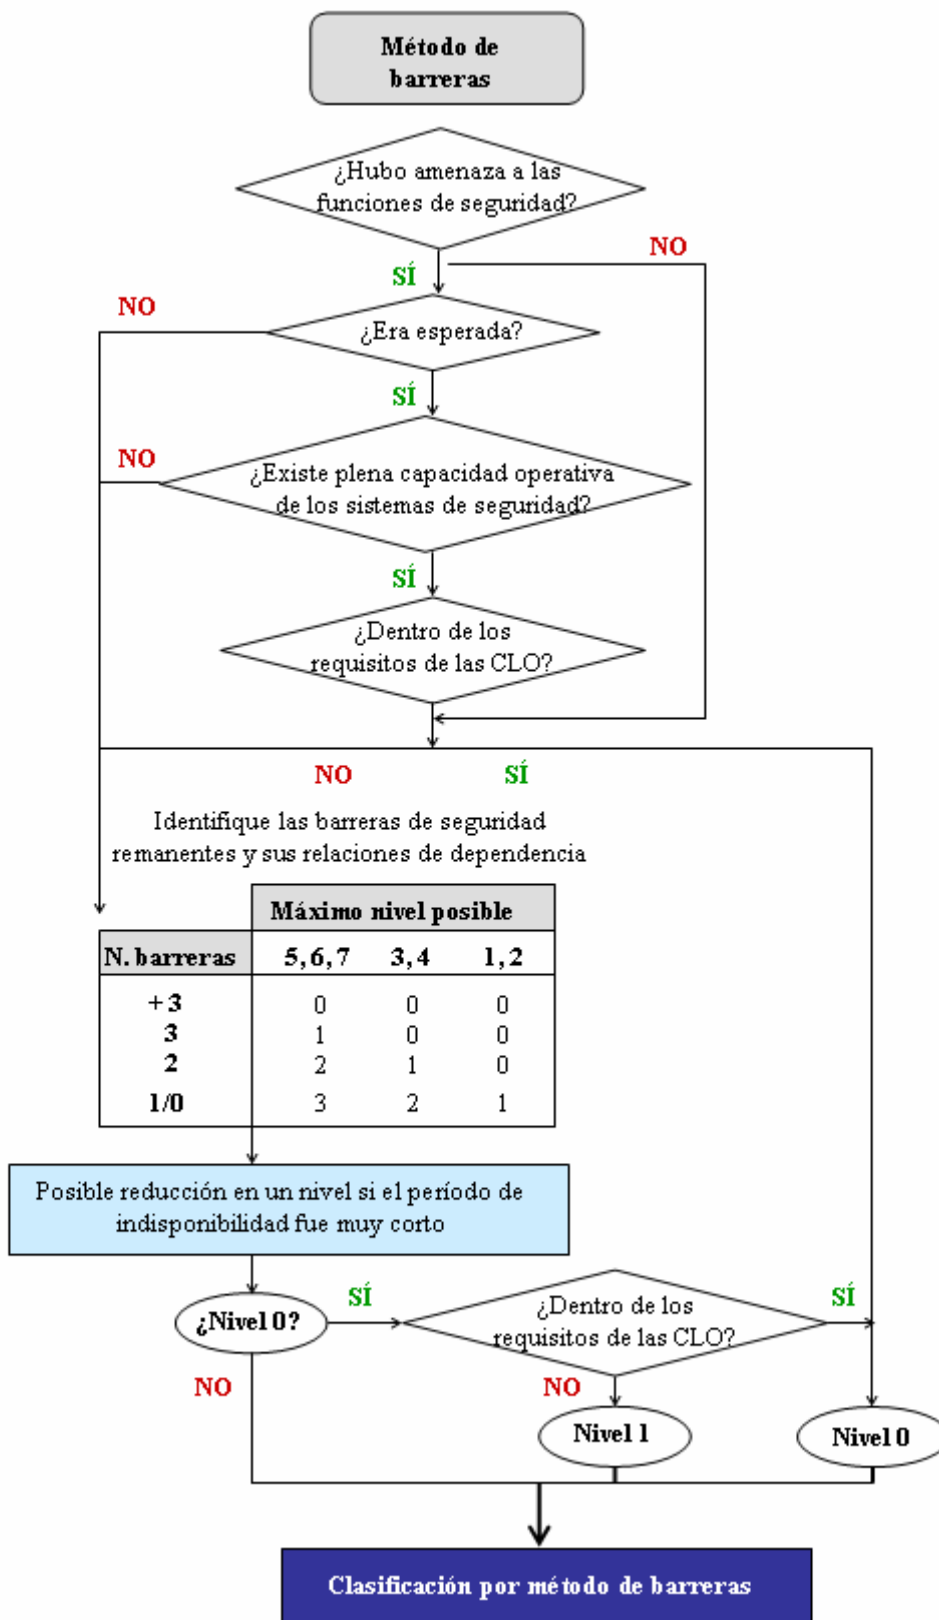 Método de
barreras
¿Hubo amenaza a las
funciones de seguridad?
NO
SÍ
NO
¿Era esperada?
SÍ
NO
¿Existe plena capacidad operativa
de los sistemas de seguridad?
SÍ
¿Dentro de los
requisitos de las CLO?
NO SÍ
Identifique las barreras de seguridad
remanentes y sus relaciones de dependencia
Máximo nivel posible
N. barreras 5, 6, 7 3, 4 1, 2
+ 3 0 0 0
3 1 0 0
2 2 1 0
1/0 3 2 1
Posible reducción en un nivel si el período de
indisponibilidad fue muy corto
SÍ SÍ
¿Nivel 0?
¿Dentro de los
requisitos de las CLO?
NO NO
Nivel 1 Nivel 0
Clasificación por método de barreras